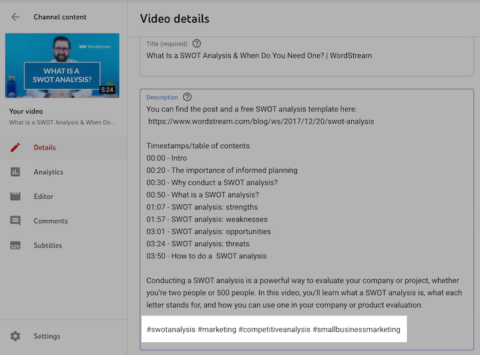 Channel content
WordStream
WHAT IS A
SWOT ANALYSIS?
5:24
Your video
What Is a SWOT Analysis & When Do...
Details
Analytics
Editor
Comments
Subtitles
Settings
Video details
Title (required)
What Is a SWOT Analysis & When Do You Need One? | WordStream
Description
You can find the post and a free SWOT analysis template here:
https://www.wordstream.com/blog/ws/2017/12/20/swot-analysis
Timestamps/table of contents
00:00 - Intro
00:20 - The importance of informed planning
00:30 - Why conduct a SWOT analysis?
00:50 - What is a SWOT analysis?
01:07 - SWOT analysis: strengths
01:57 - SWOT analysis: weaknesses
03:01 - SWOT analysis: opportunities
03:24 - SWOT analysis: threats
03:50 - How to do a  SWOT analysis
Conducting a SWOT analysis is a powerful way to evaluate your company or project, whether
you're two people or 500 people. In this video, you'll learn what a SWOT analysis is, what each
letter stands for, and how you can use one in your company or product evaluation.
#swotanalysis #marketing #competitiveanalysis #smallbusinessmarketing